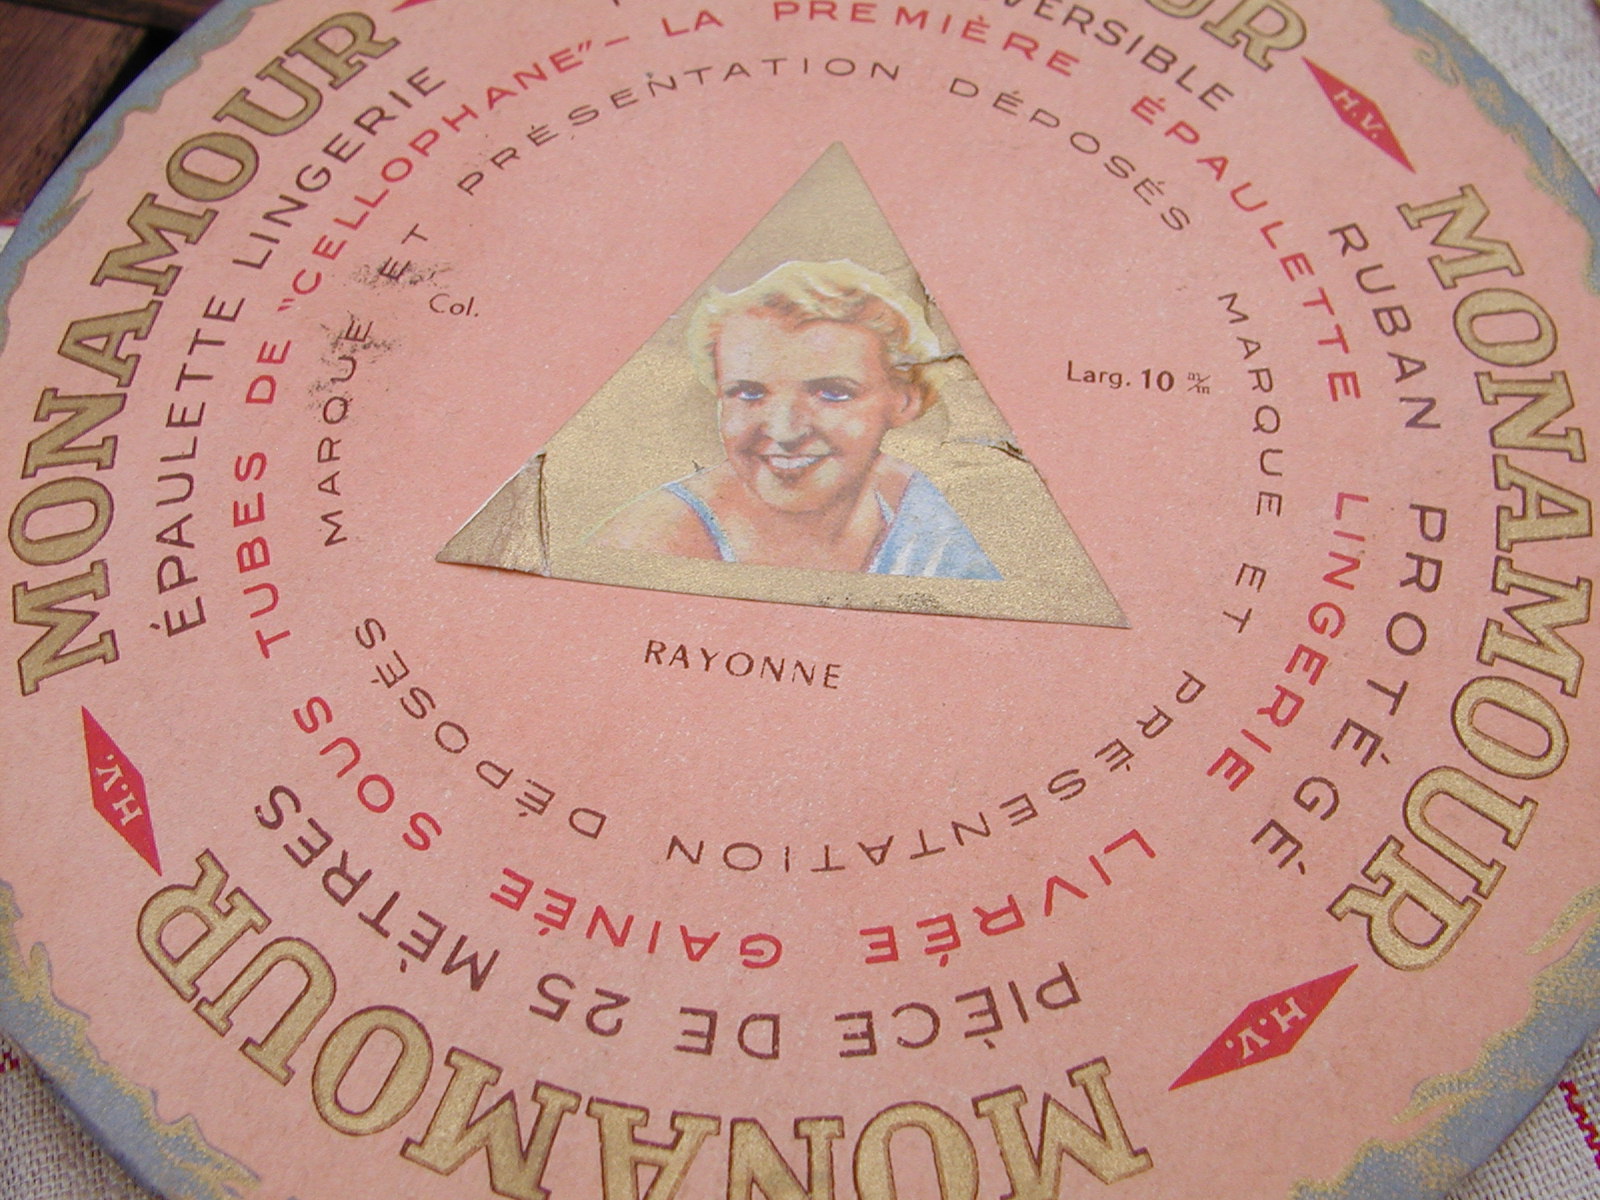 MONAMOUR
H.V.
MONAMOUR
H.V.
MONAMOUR
H.V.
ÉPAULETTE LINGERIE
RUBAN PROTÉGÉ
PIÈCE DE 25 MÈTRES
LA PREMIÈRE ÉPAULETTE LINGERIE LIVRÉE GAINÉE SOUS TUBES DE "CELLOPHANE" –
MARQUE ET PRÉSENTATION DÉPOSÉS
MARQUE ET PRÉSENTATION DÉPOSÉS
Col.
Larg. 10 m/m
RAYONNE